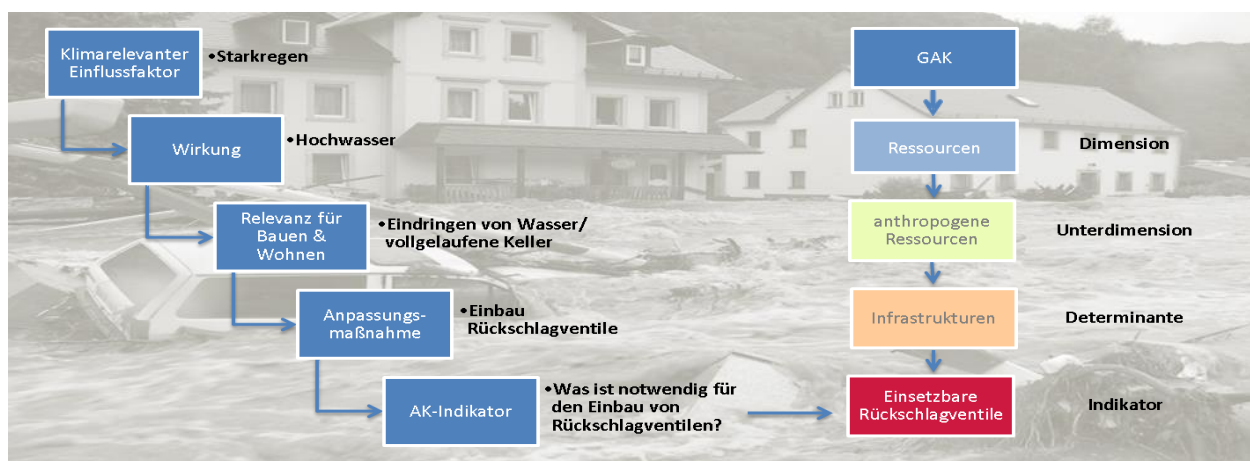 Klimarelevanter
Einflussfaktor
•Starkregen
Wirkung
•Hochwasser
Relevanz für
Bauen &
Wohnen
•Eindringen von Wasser/
vollgelaufene Keller
Anpassungs-
maßnahme
•Einbau
Rückschlagventile
AK-Indikator
•Was ist notwendig für
den Einbau von
Rückschlagventilen?
GAK
Ressourcen
Dimension
anthropogene
Ressourcen
Unterdimension
Infrastrukturen
Determinante
Einsetzbare
Rückschlagventile
Indikator